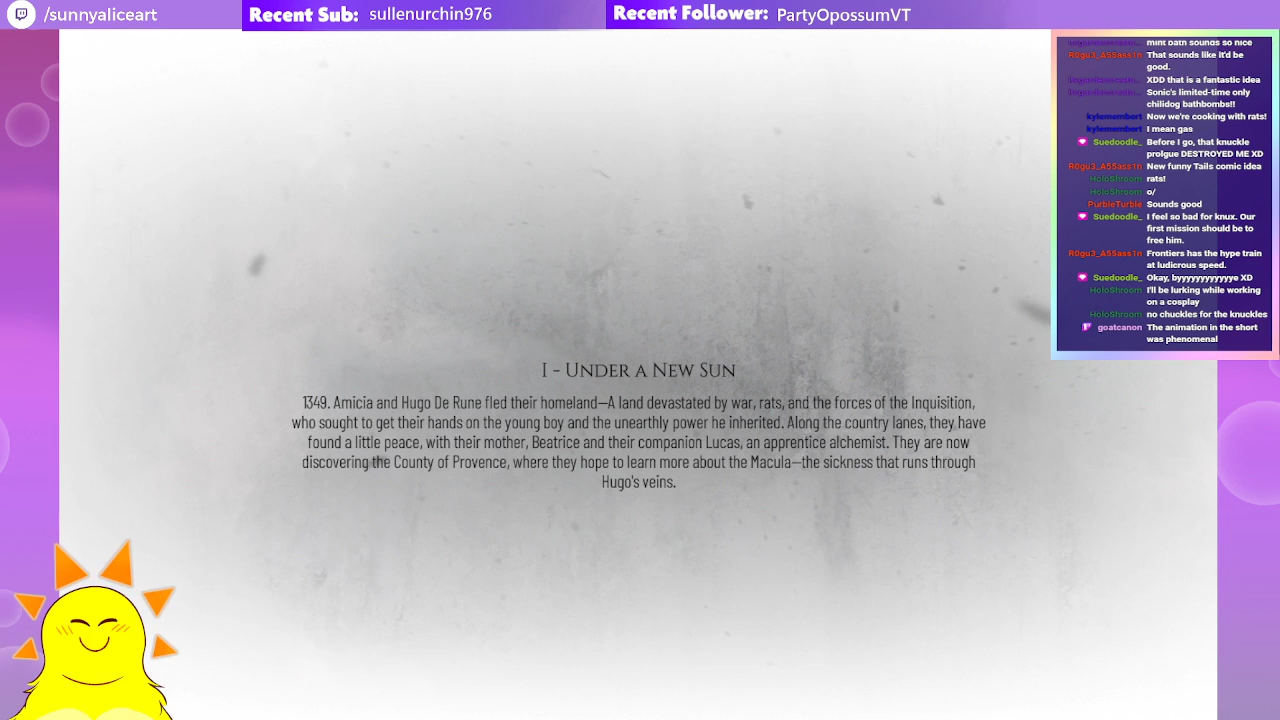 /sunnyaliceart
Recent Sub: sullenurchin976
Recent Follower: PartyOpossumVT
mint bath sounds so nice
R0gu3_A55ass1n That sounds like it'd be
good.
XDD that is a fantastic idea
Sonic's limited-time only
chilidog bathbombs!!
kylemembert Now we're cooking with rats!
kylemembert I mean gas
Suedoodle_ Before I go, that knuckle
prolgue DESTROYED ME XD
R0gu3_A55ass1n New funny Tails comic idea
HoloShroom rats!
HoloShroom o/
PurbleTurble Sounds good
Suedoodle_ I feel so bad for knux. Our
first mission should be to
free him.
R0gu3_A55ass1n Frontiers has the hype train
at ludicrous speed.
Suedoodle_ Okay, byyyyyyyyyyye XD
HoloShroom I'll be lurking while working
on a cosplay
HoloShroom no chuckles for the knuckles
goatcanon The animation in the short
was phenomenal
I - Under a New Sun
1349. Amicia and Hugo De Rune fled their homeland—A land devastated by war, rats, and the forces of the Inquisition,
who sought to get their hands on the young boy and the unearthly power he inherited. Along the country lanes, they have
found a little peace, with their mother, Beatrice and their companion Lucas, an apprentice alchemist. They are now
discovering the County of Provence, where they hope to learn more about the Macula—the sickness that runs through
Hugo's veins.